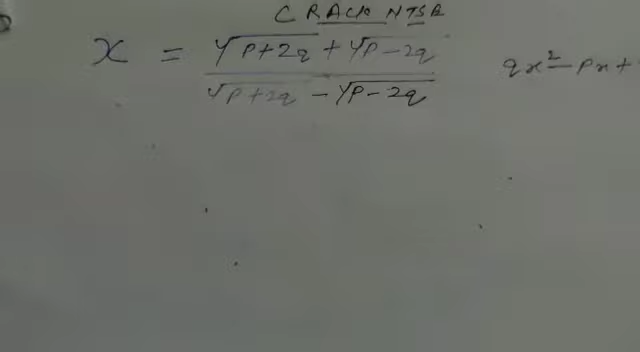 CRACK NTSE
x = √p+2q + √p-2q / √p+2q - √p-2q
qx² - px +